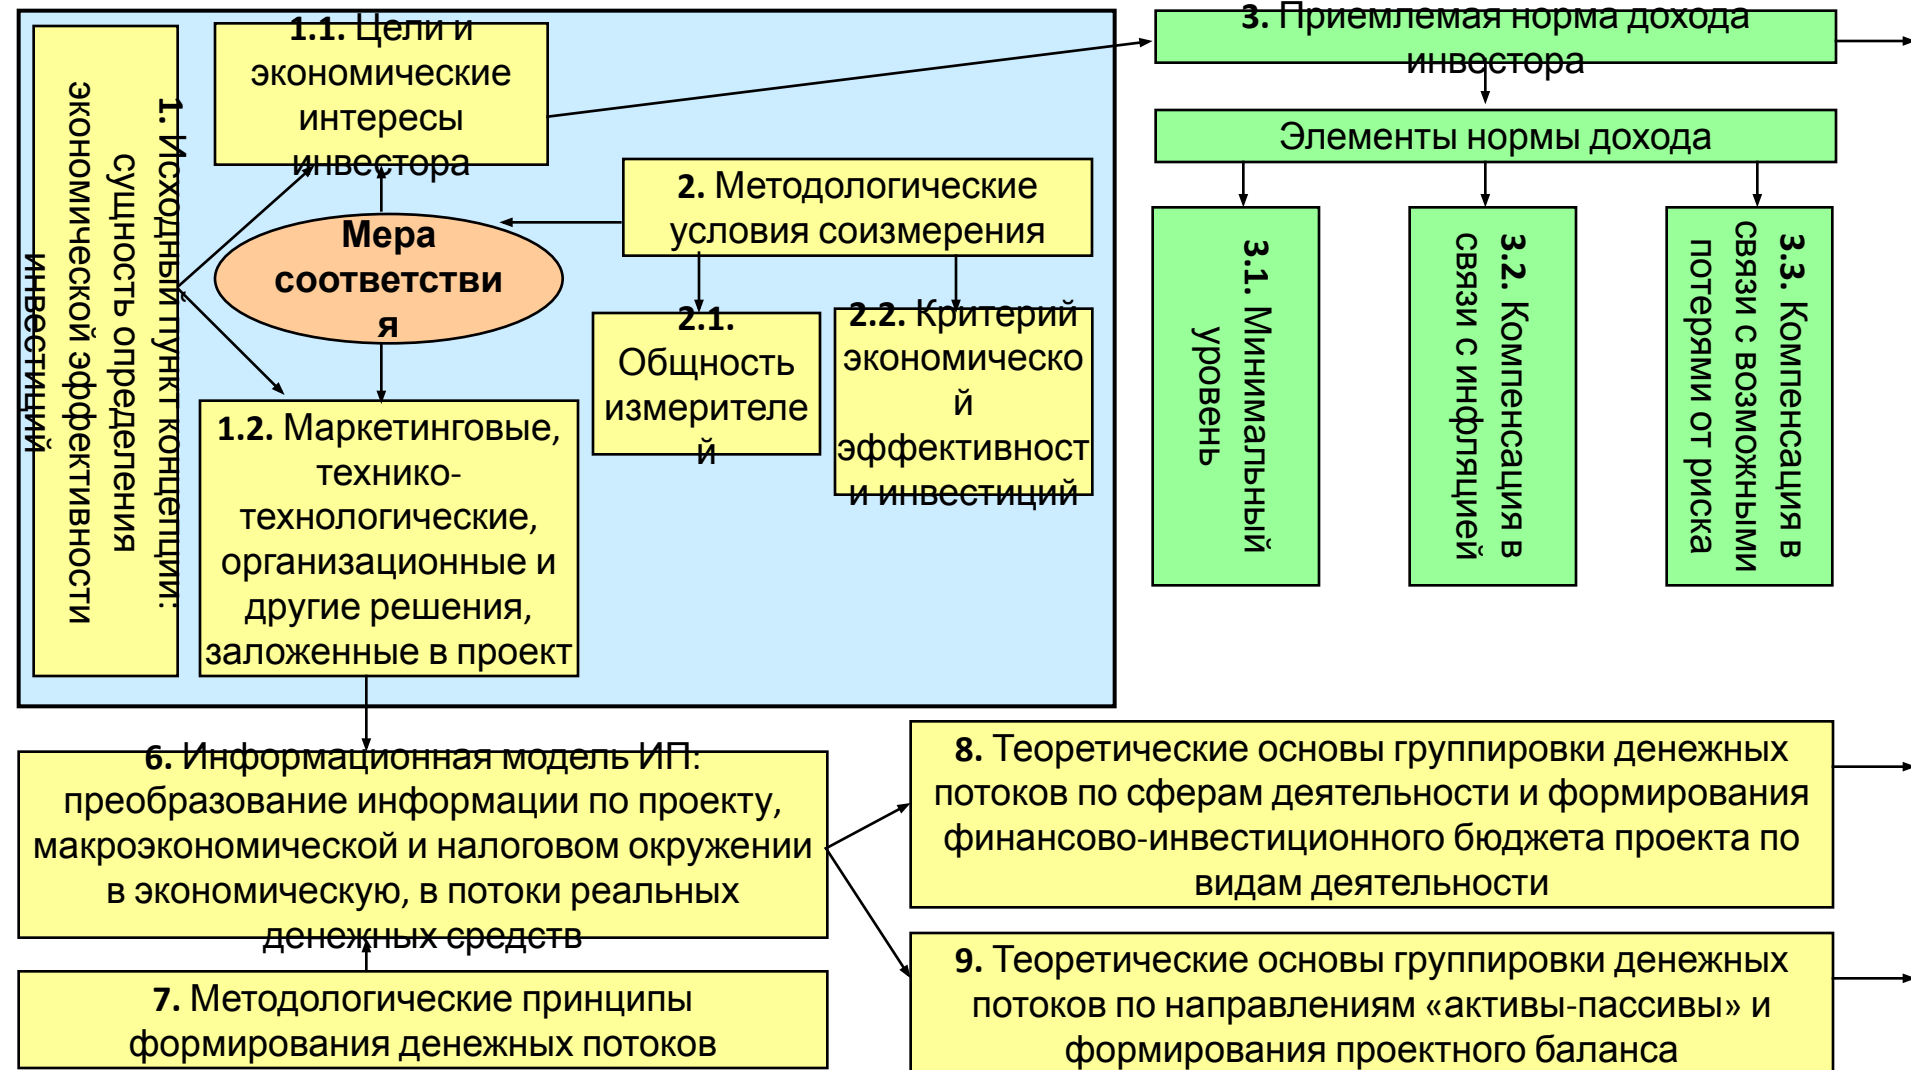 1. Исходный пункт концепции:
сущность определения
экономической эффективности
инвестиций
1.1. Цели и
экономические
интересы
инвестора
Мера
соответстви
я
1.2. Маркетинговые,
технико-
технологические,
организационные и
другие решения,
заложенные в проект
2. Методологические
условия соизмерения
2.1.
Общность
измерителе
й
2.2. Критерий
экономическо
й
эффективност
и инвестиций
3. Приемлемая норма дохода
инвестора
Элементы нормы дохода
3.1. Минимальный
уровень
3.2. Компенсация в
связи с инфляцией
3.3. Компенсация в
связи с возможными
потерями от риска
6. Информационная модель ИП:
преобразование информации по проекту,
макроэкономической и налоговом окружении
в экономическую, в потоки реальных
денежных средств
7. Методологические принципы
формирования денежных потоков
8. Теоретические основы группировки денежных
потоков по сферам деятельности и формирования
финансово-инвестиционного бюджета проекта по
видам деятельности
9. Теоретические основы группировки денежных
потоков по направлениям «активы-пассивы» и
формирования проектного баланса